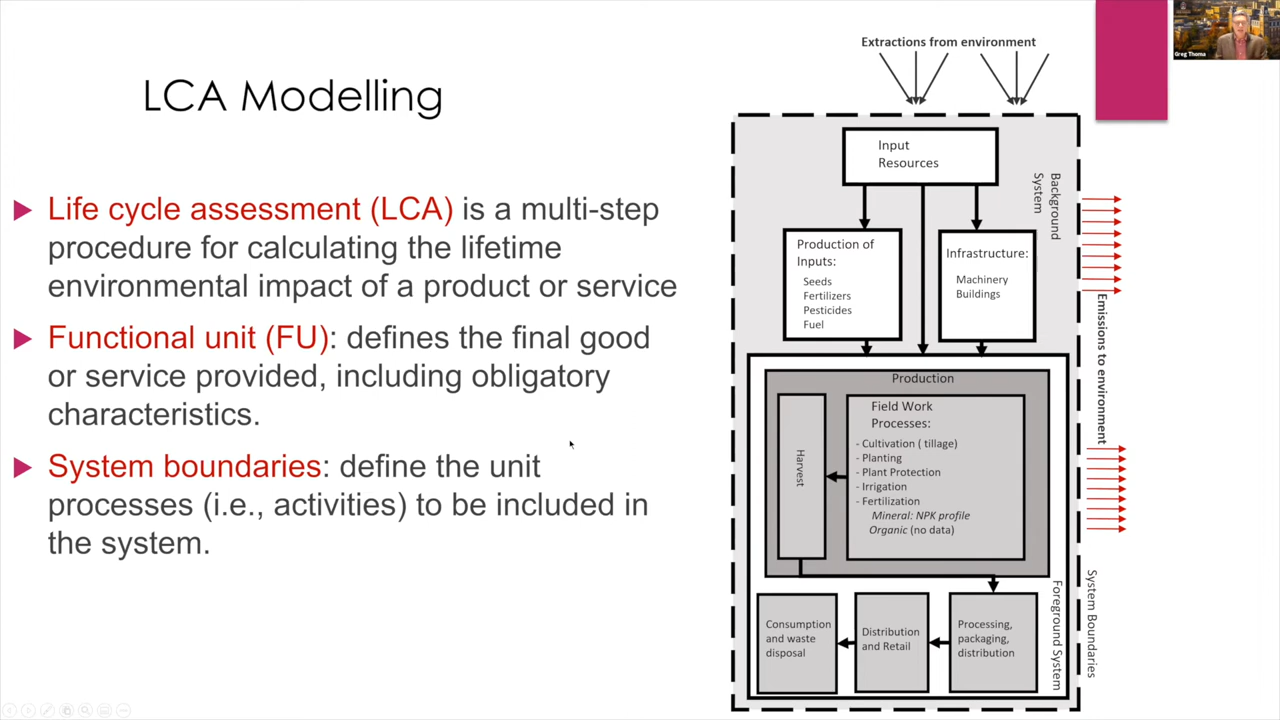 LCA Modelling
Life cycle assessment (LCA) is a multi-step
procedure for calculating the lifetime
environmental impact of a product or service
Functional unit (FU): defines the final good
or service provided, including obligatory
characteristics.
System boundaries: define the unit
processes (i.e., activities) to be included in
the system.
Extractions from environment
Input
Resources
Background
System
Production of
Inputs:
Seeds
Fertilizers
Pesticides
Fuel
Infrastructure:
Machinery
Buildings
Emissions to environment
Production
Harvest
Field Work
Processes:
- Cultivation ( tillage)
- Planting
- Plant Protection
- Irrigation
- Fertilization
Mineral: NPK profile
Organic (no data)
Consumption
and waste
disposal
Distribution
and Retail
Processing,
packaging,
distribution
Foreground System
System Boundaries
Greg Thoma